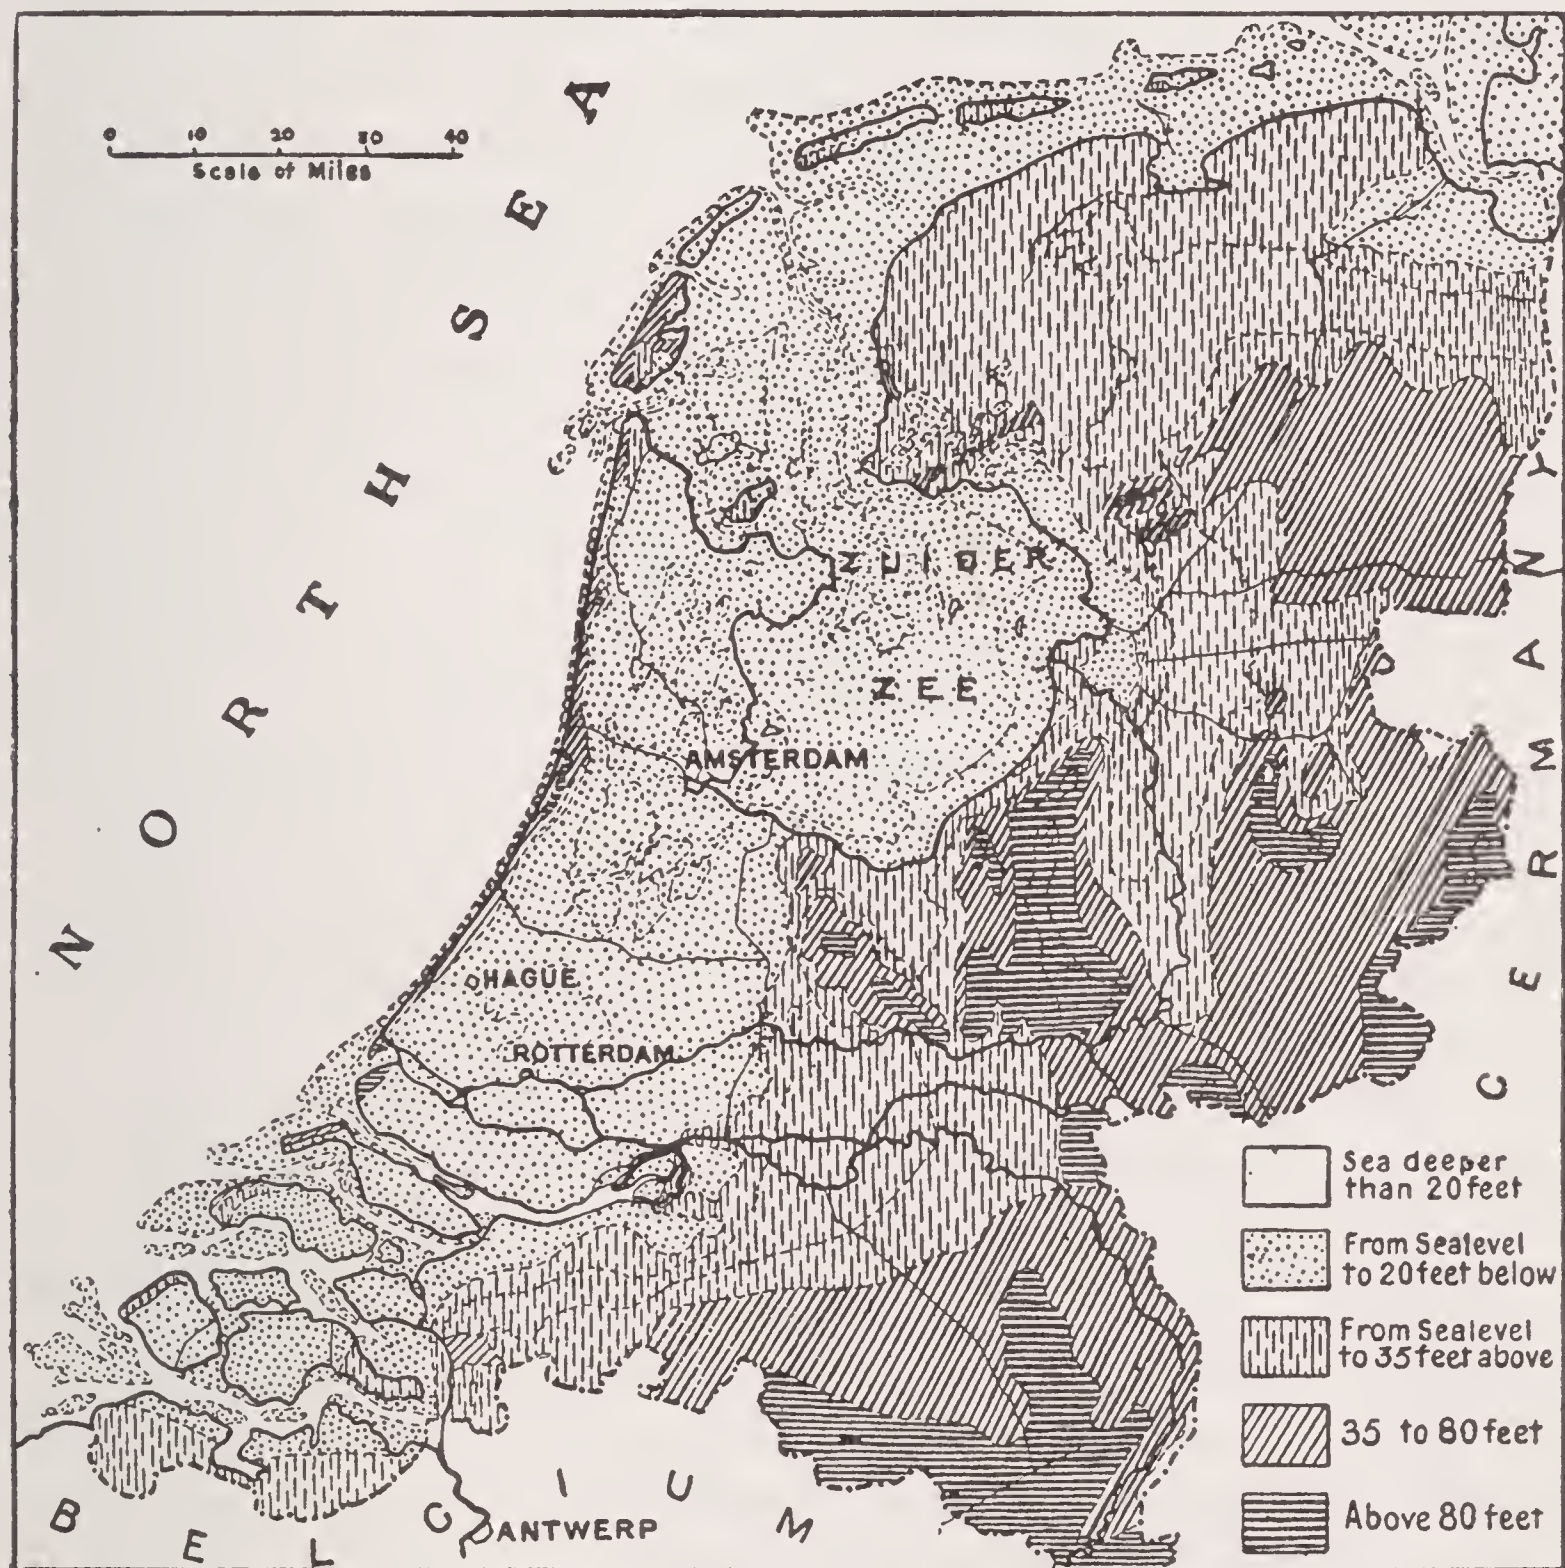 0 10 20 30 40
Scale of Miles
NORTH SEA
ZUIDER
ZEE
AMSTERDAM
HAGUE
ROTTERDAM
GERMANY
BELGIUM
ANTWERP
Sea deeper
than 20 feet
From Sealevel
to 20 feet below
From Sealevel
to 35 feet above
35 to 80 feet
Above 80 feet